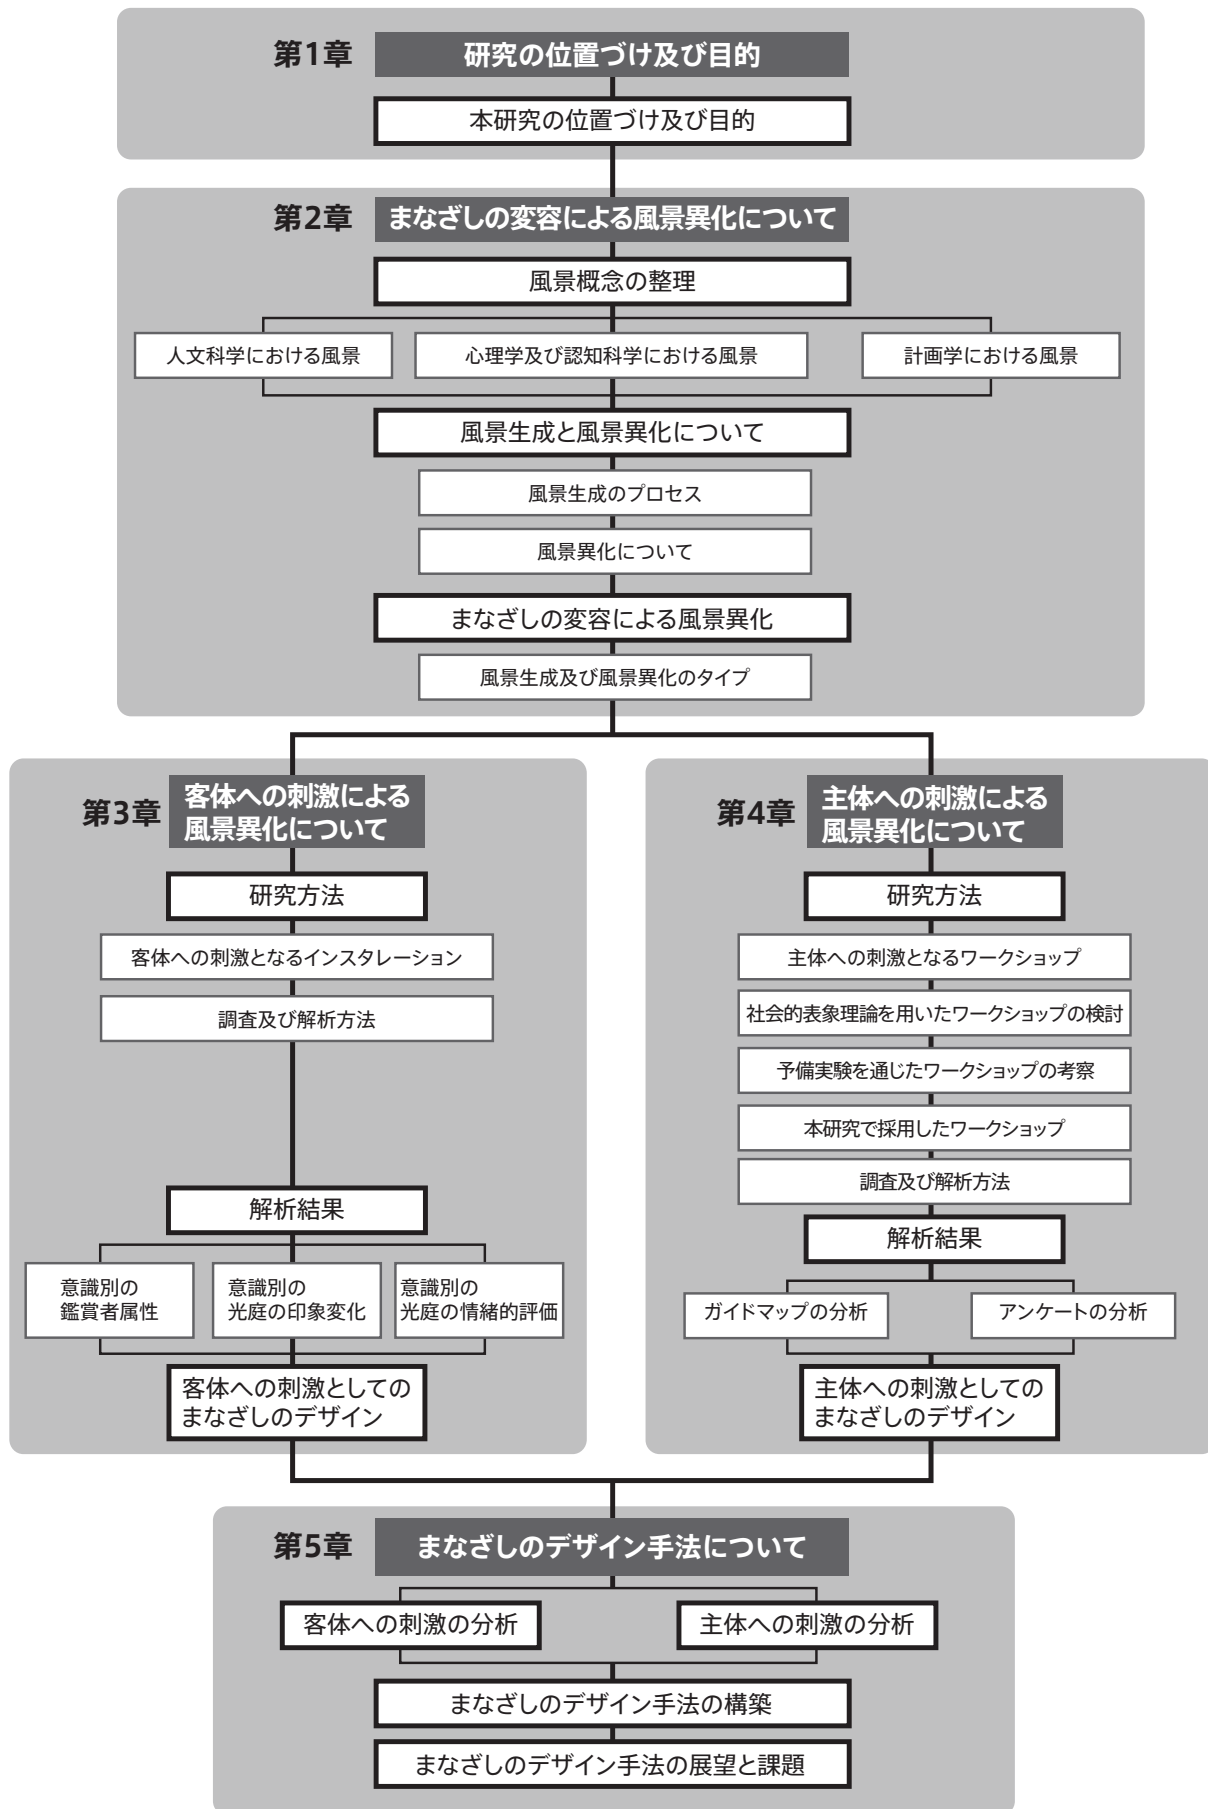 第1章 研究の位置づけ及び目的
本研究の位置づけ及び目的
第2章 まなざしの変容による風景異化について
風景概念の整理
人文科学における風景
心理学及び認知科学における風景
計画学における風景
風景生成と風景異化について
風景生成のプロセス
風景異化について
まなざしの変容による風景異化
風景生成及び風景異化のタイプ
第3章
客体への刺激による
風景異化について
研究方法
客体への刺激となるインスタレーション
調査及び解析方法
解析結果
意識別の
鑑賞者属性
意識別の
光庭の印象変化
意識別の
光庭の情緒的評価
客体への刺激としての
まなざしのデザイン
第4章
主体への刺激による
風景異化について
研究方法
主体への刺激となるワークショップ
社会的表象理論を用いたワークショップの検討
予備実験を通じたワークショップの考察
本研究で採用したワークショップ
調査及び解析方法
解析結果
ガイドマップの分析
アンケートの分析
主体への刺激としての
まなざしのデザイン
第5章 まなざしのデザイン手法について
客体への刺激の分析
主体への刺激の分析
まなざしのデザイン手法の構築
まなざしのデザイン手法の展望と課題